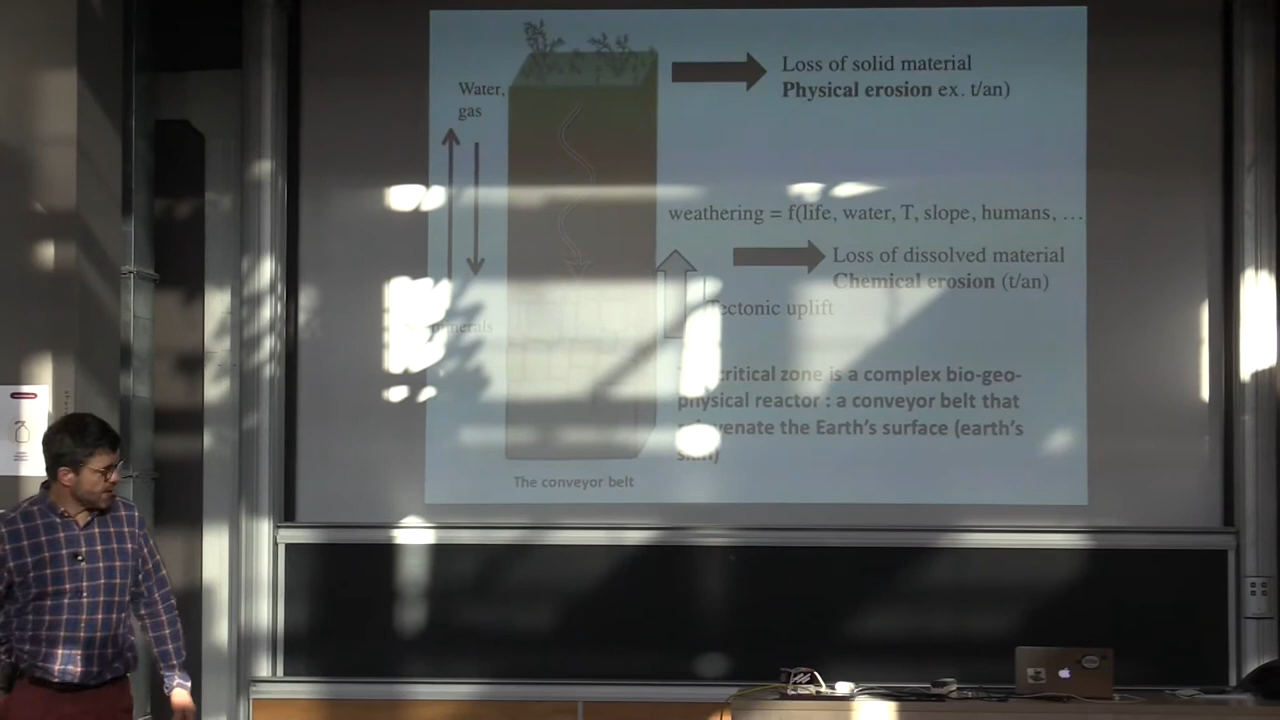 Loss of solid material
Physical erosion ex. t/an)
Water,
gas
weathering = f(life, water, T, slope, humans, …
Loss of dissolved material
Chemical erosion (t/an)
Tectonic uplift
critical zone is a complex bio-geo-
physical reactor : a conveyor belt that
rejuvenate the Earth's surface (earth's
skin)
The conveyor belt